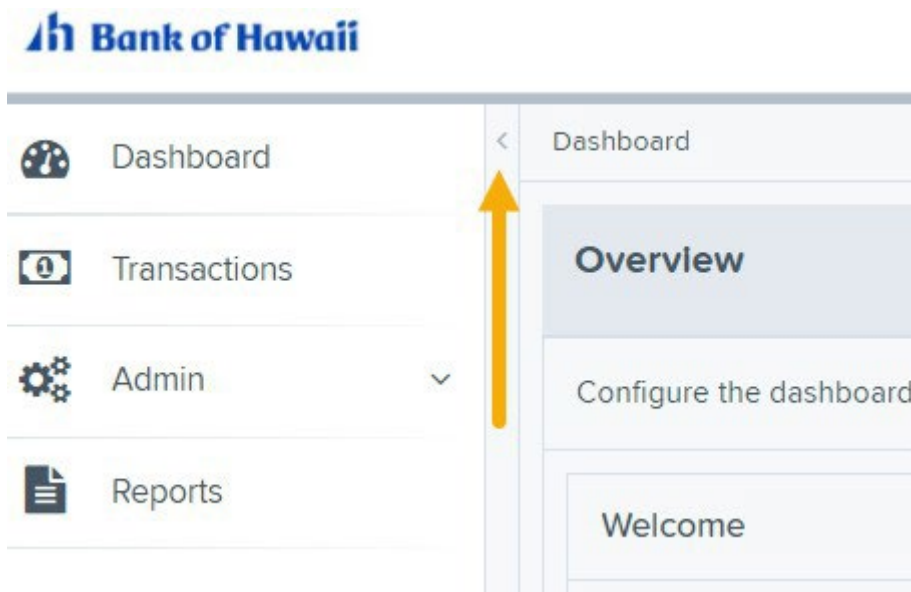 Bank of Hawaii
Dashboard
Transactions
Admin
Reports
Dashboard
Overview
Configure the dashboard
Welcome